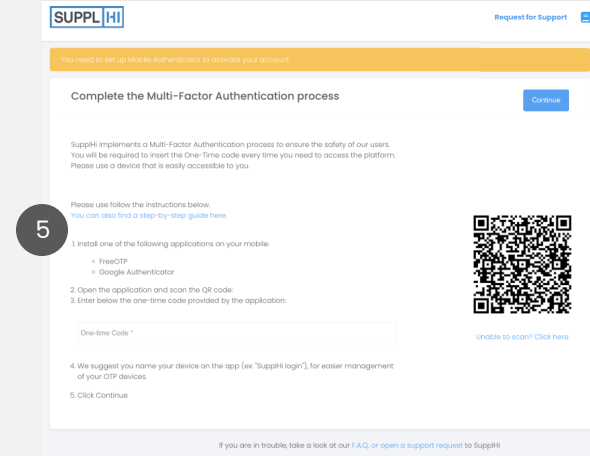 SUPPLHI
Request for Support
You need to set up Mobile Authenticator to activate your account.
Complete the Multi-Factor Authentication process
Continue
SupplHi implements a Multi-Factor Authentication process to ensure the safety of our users.
You will be required to insert the One-Time code every time you need to access the platform.
Please use a device that is easily accessible to you.
Please use follow the instructions below.
You can also find a step-by-step guide here.
5
1. Install one of the following applications on your mobile:
FreeOTP
Google Authenticator
2. Open the application and scan the QR code:
3. Enter below the one-time code provided by the application:
One-time Code *
Unable to scan? Click here
4. We suggest you name your device on the app (ex: "SupplHi login"), for easier management
of your OTP devices.
5. Click Continue
If you are in trouble, take a look at our F.A.Q. or open a support request to SupplHi